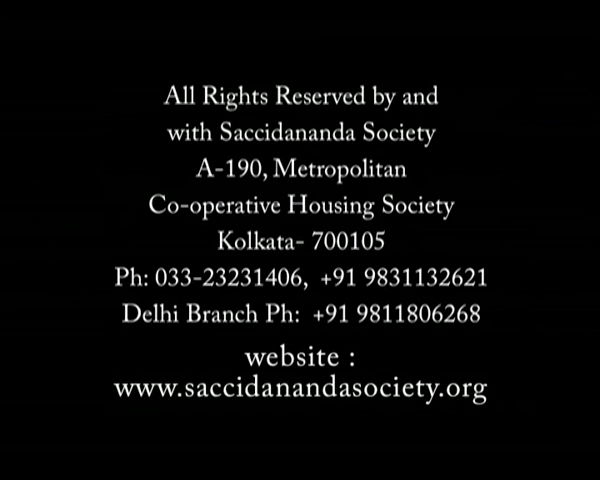 All Rights Reserved by and
with Saccidananda Society
A-190, Metropolitan
Co-operative Housing Society
Kolkata- 700105
Ph: 033-23231406, +91 9831132621
Delhi Branch Ph: +91 9811806268
website :
www.saccidanandasociety.org